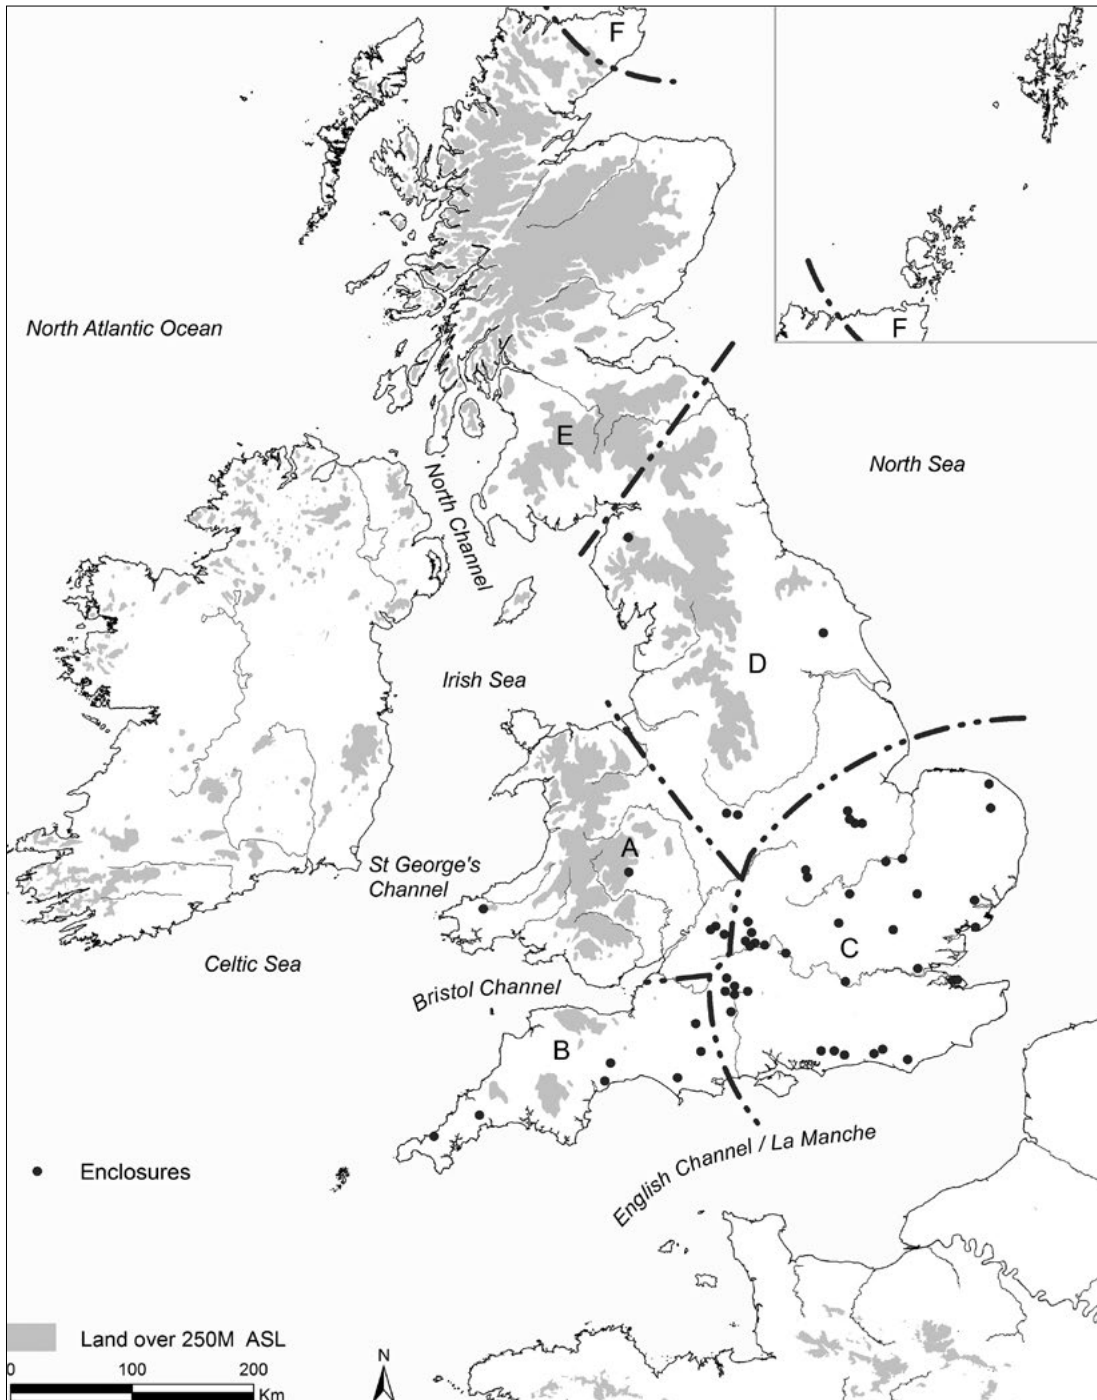 F
F
North Atlantic Ocean
E
North Sea
North Channel
D
Irish Sea
A
St George's
Channel
C
Celtic Sea
Bristol Channel
B
English Channel / La Manche
Enclosures
Land over 250M ASL
N
0 100 200
Km